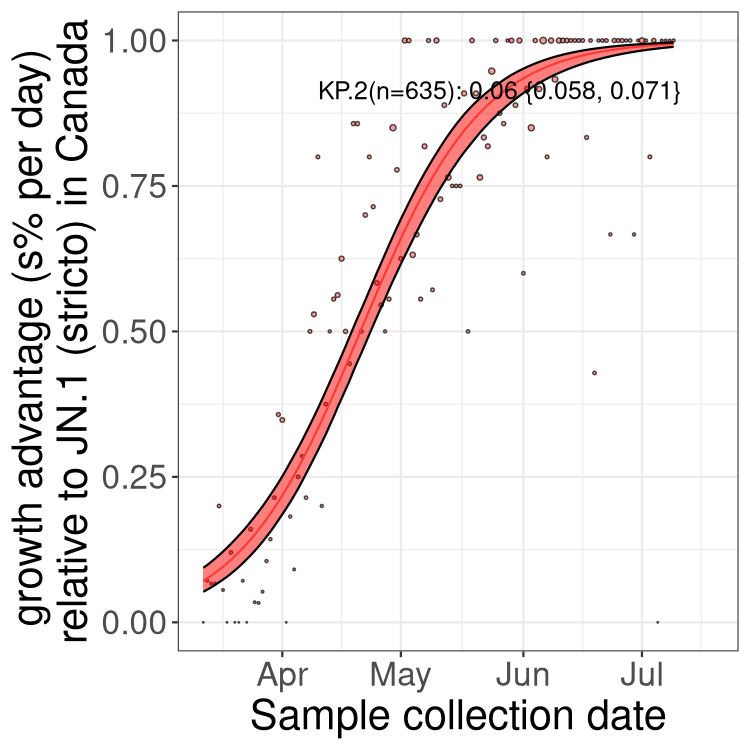 growth advantage (s% per day)
relative to JN.1 (stricto) in Canada
1.00
0.75
0.50
0.25
0.00
KP.2(n=635): 0.06 {0.058, 0.071}
Apr May Jun Jul
Sample collection date